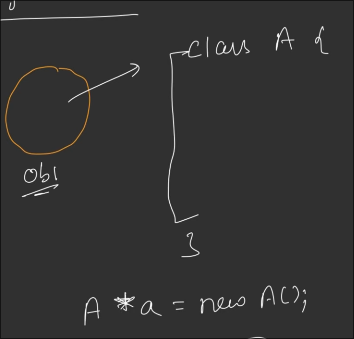 class A {
obj
}
A *a = new A();